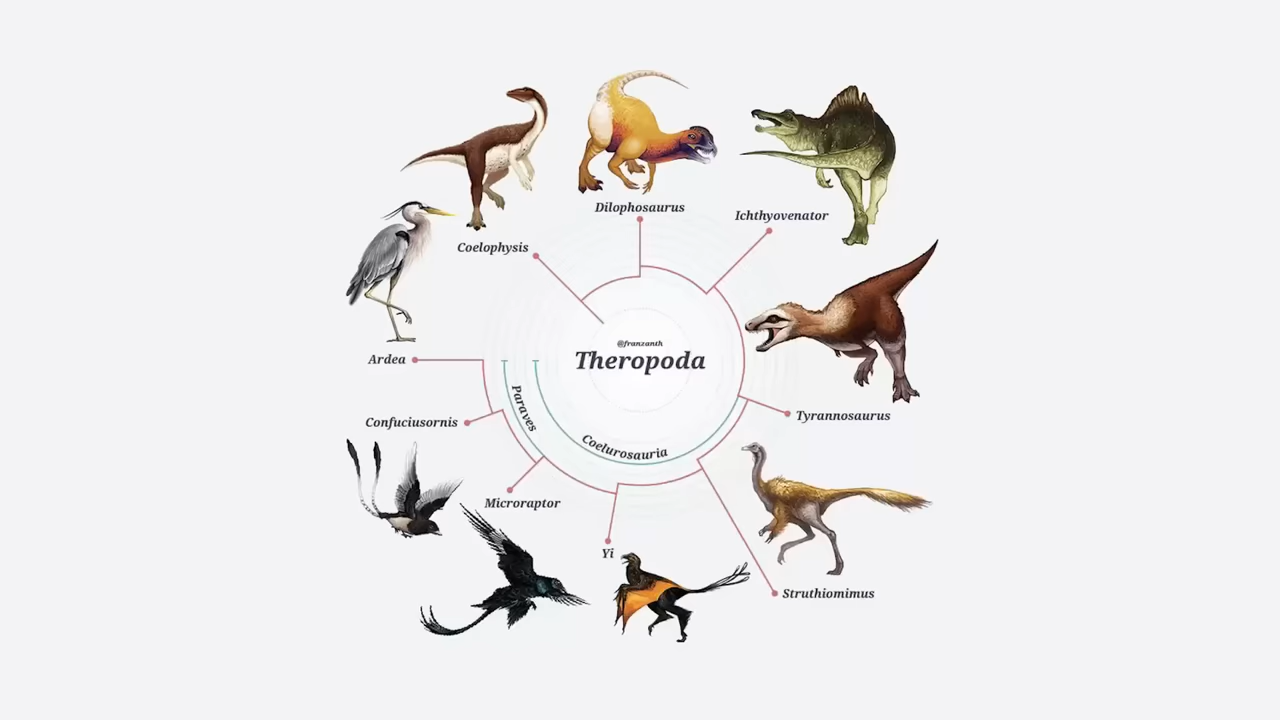 Dilophosaurus
Ichthyovenator
Coelophysis
@franzanth
Theropoda
Ardea
Tyrannosaurus
Paraves
Confuciusornis
Coelurosauria
Microraptor
Yi
Struthiomimus